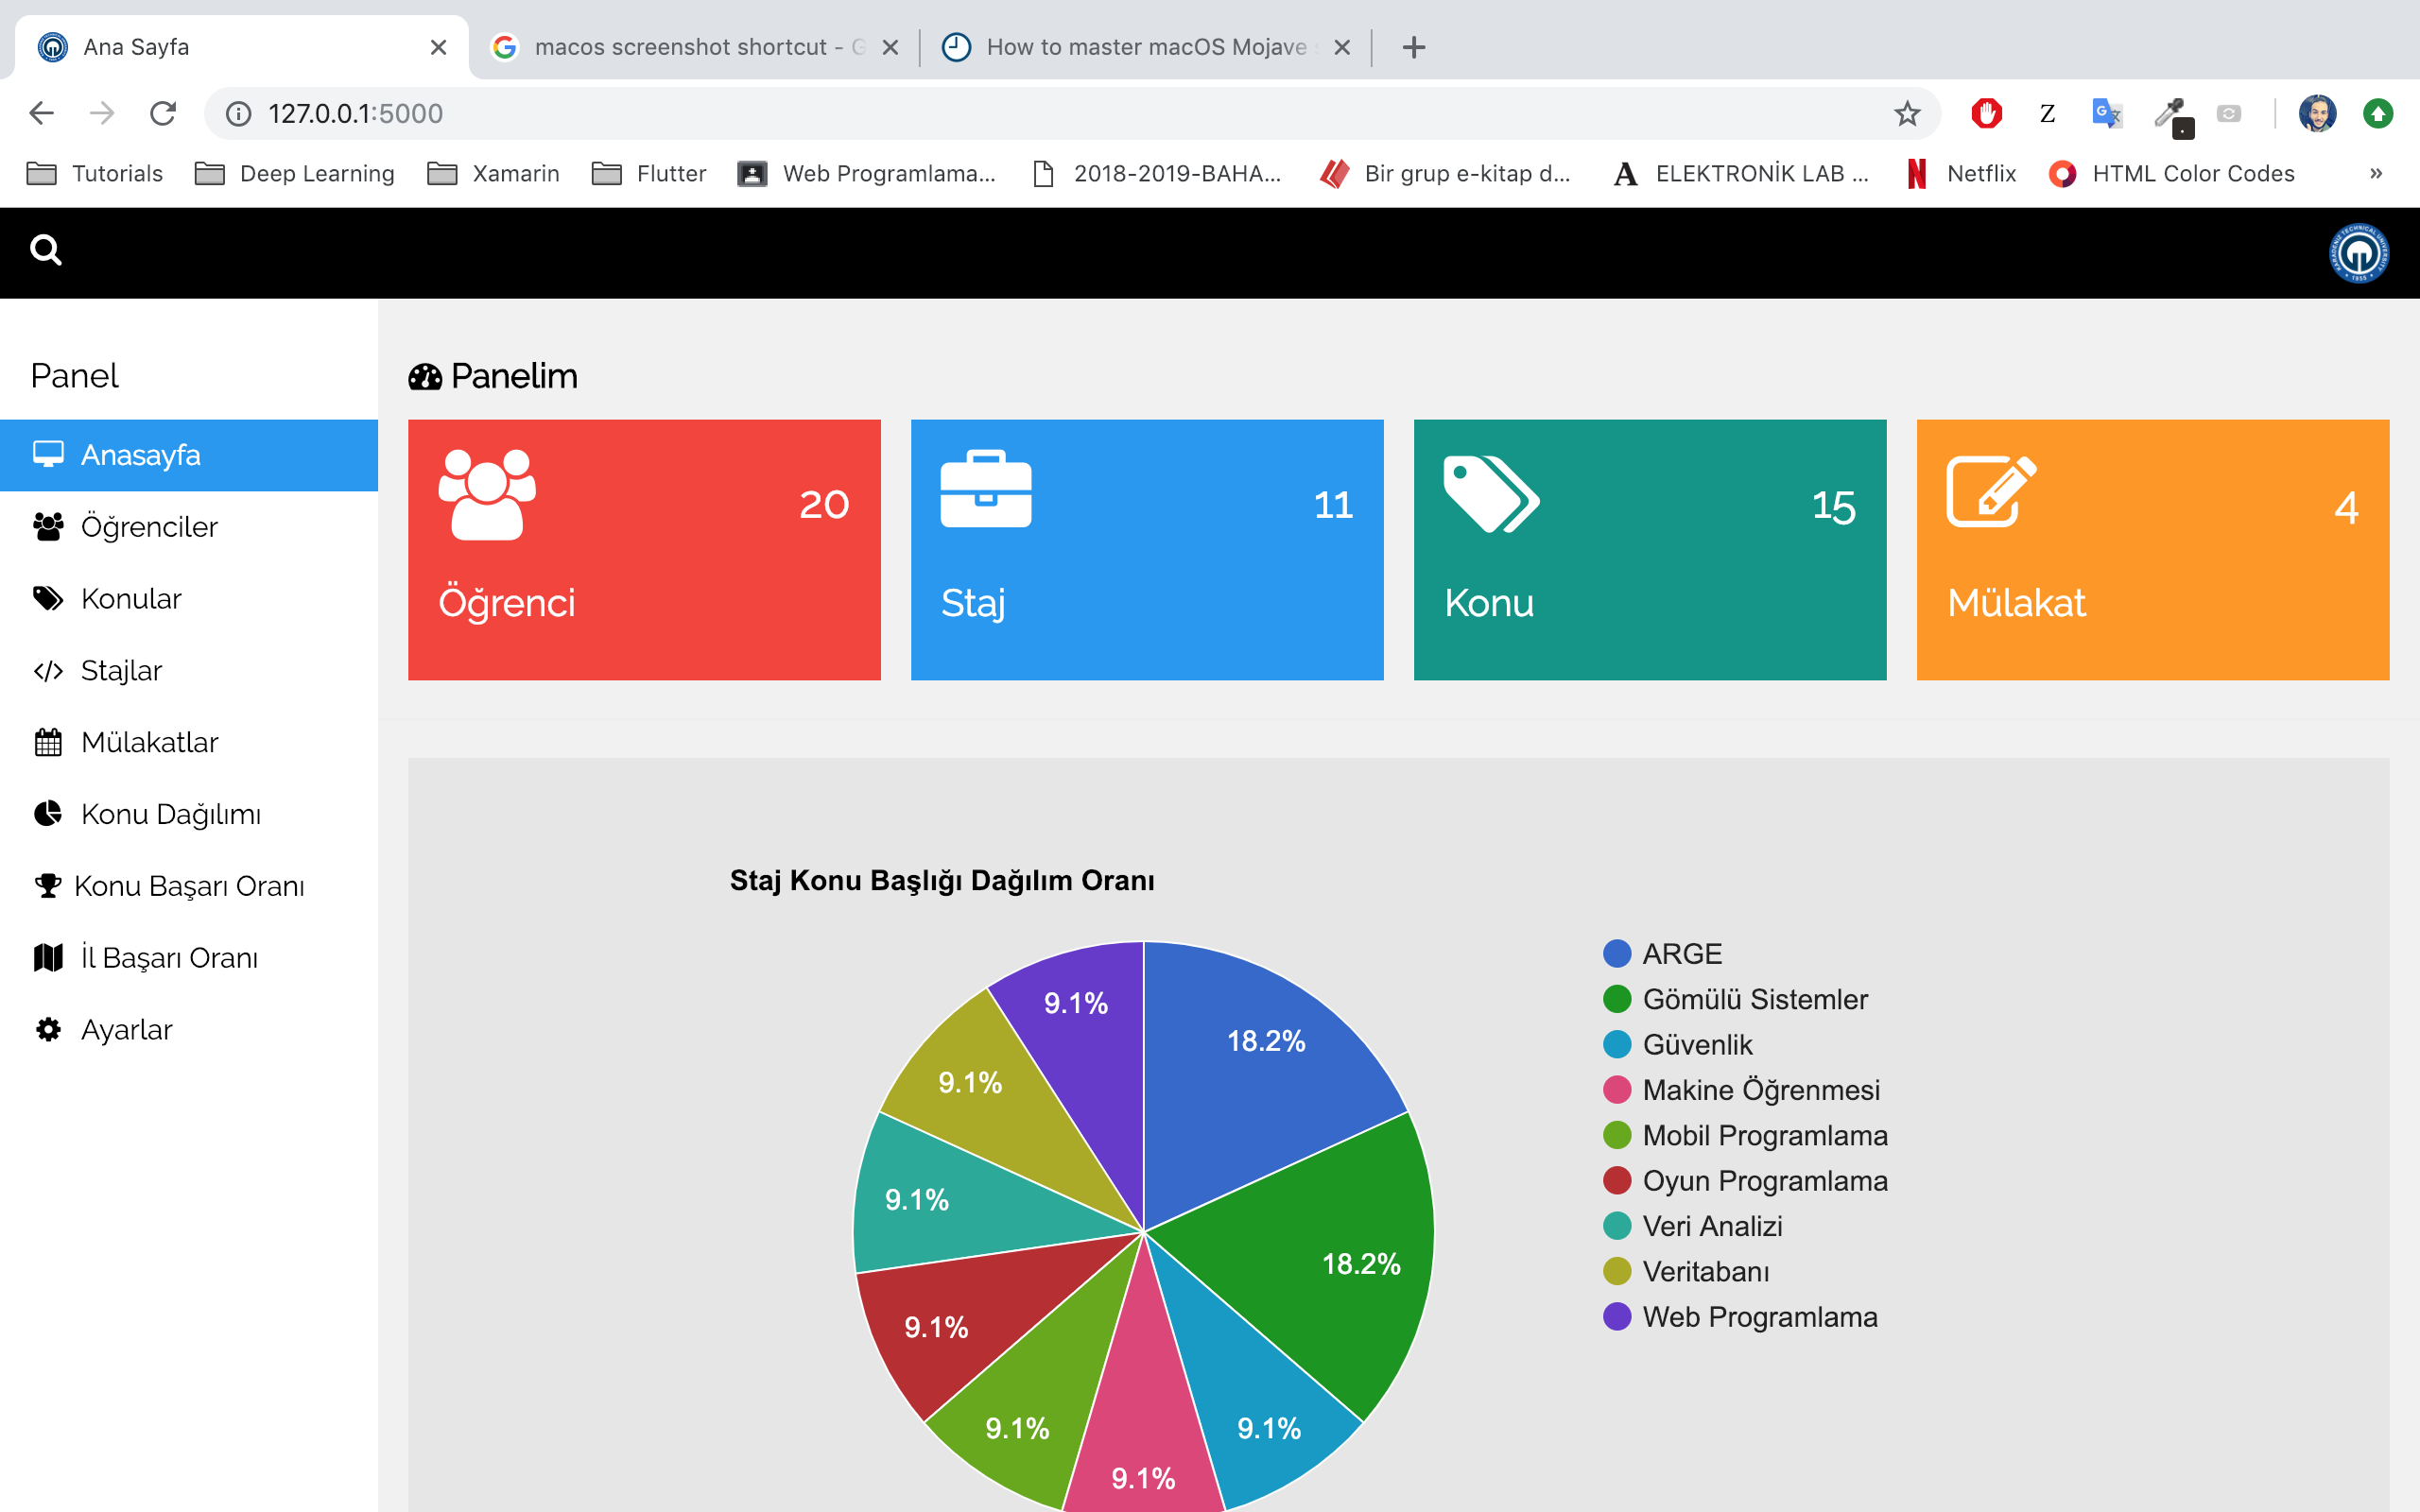 Ana Sayfa
macos screenshot shortcut - G
How to master macOS Mojave
127.0.0.1:5000
Z
Tutorials
Deep Learning
Xamarin
Flutter
Web Programlama...
2018-2019-BAHA...
Bir grup e-kitap d...
A
ELEKTRONİK LAB ...
Netflix
HTML Color Codes
»
KARADENIZ TECHNICAL UNIVERSITY
1955
Panel
Anasayfa
Öğrenciler
Konular
Stajlar
Mülakatlar
Konu Dağılımı
Konu Başarı Oranı
İl Başarı Oranı
Ayarlar
Panelim
20
Öğrenci
11
Staj
15
Konu
4
Mülakat
Staj Konu Başlığı Dağılım Oranı
9.1%
18.2%
9.1%
9.1%
18.2%
9.1%
9.1%
9.1%
9.1%
ARGE
Gömülü Sistemler
Güvenlik
Makine Öğrenmesi
Mobil Programlama
Oyun Programlama
Veri Analizi
Veritabanı
Web Programlama